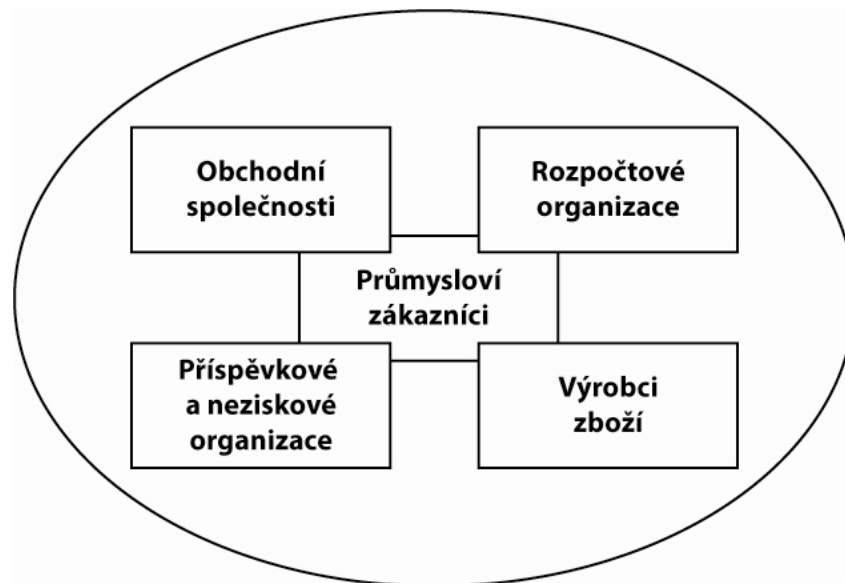 Obchodní
společnosti
Rozpočtové
organizace
Průmysloví
zákazníci
Příspěvkové
a neziskové
organizace
Výrobci
zboží